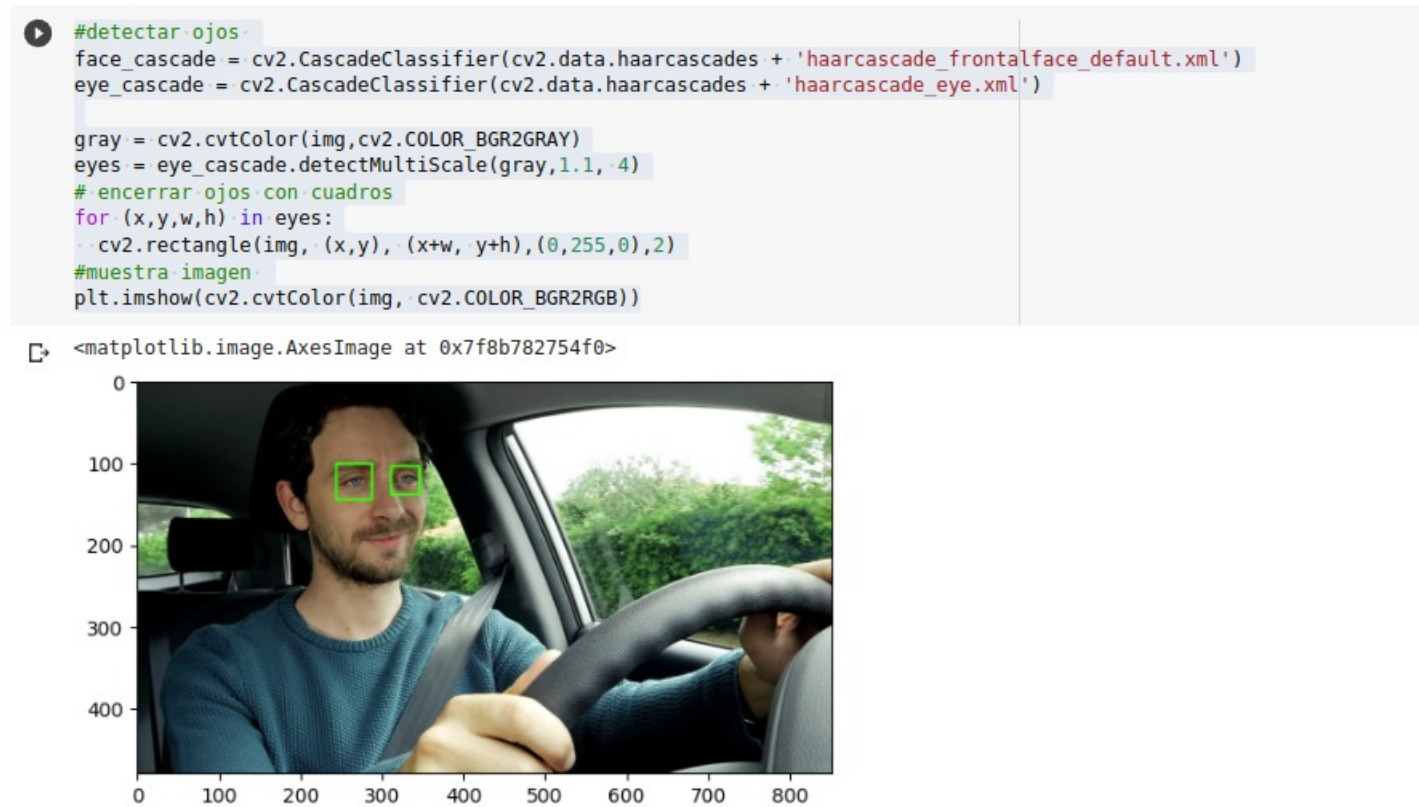 #detectar ojos
face_cascade = cv2.CascadeClassifier(cv2.data.haarcascades + 'haarcascade_frontalface_default.xml')
eye_cascade = cv2.CascadeClassifier(cv2.data.haarcascades + 'haarcascade_eye.xml')
gray = cv2.cvtColor(img,cv2.COLOR_BGR2GRAY)
eyes = eye_cascade.detectMultiScale(gray,1.1, 4)
# encerrar ojos con cuadros
for (x,y,w,h) in eyes:
  cv2.rectangle(img, (x,y), (x+w, y+h),(0,255,0),2)
#muestra imagen
plt.imshow(cv2.cvtColor(img, cv2.COLOR_BGR2RGB))
<matplotlib.image.AxesImage at 0x7f8b782754f0>
0
100
200
300
400
0 100 200 300 400 500 600 700 800